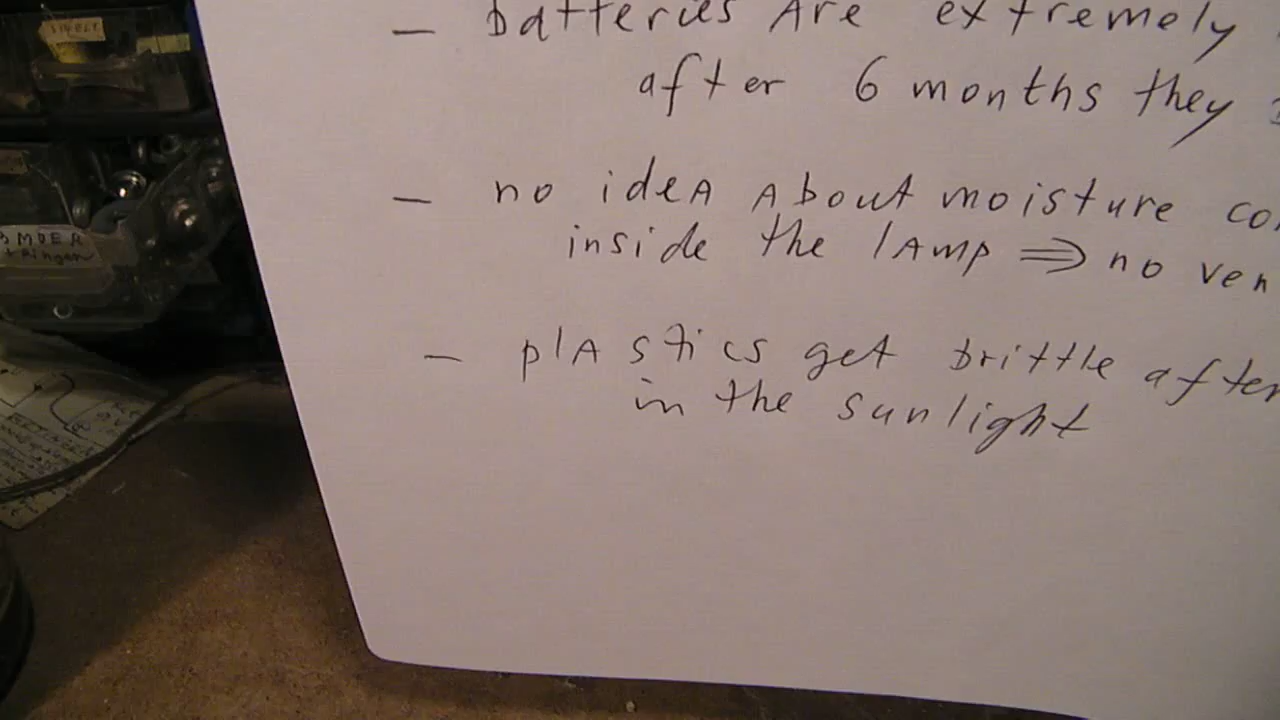 - batteries are extremely
after 6 months they
- no idea about moisture
inside the lamp ⇒ no
- plastics get brittle after
in the sunlight